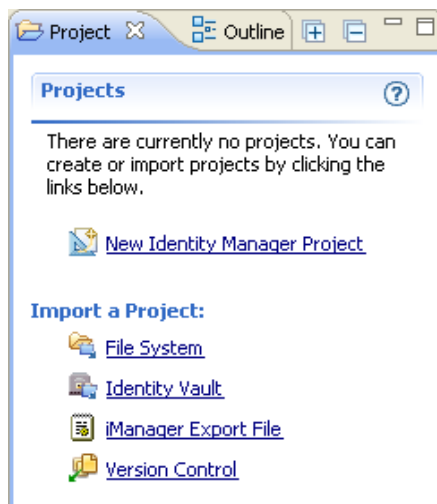 Project Outline
Projects
There are currently no projects. You can
create or import projects by clicking the
links below.
New Identity Manager Project
Import a Project:
File System
Identity Vault
iManager Export File
Version Control